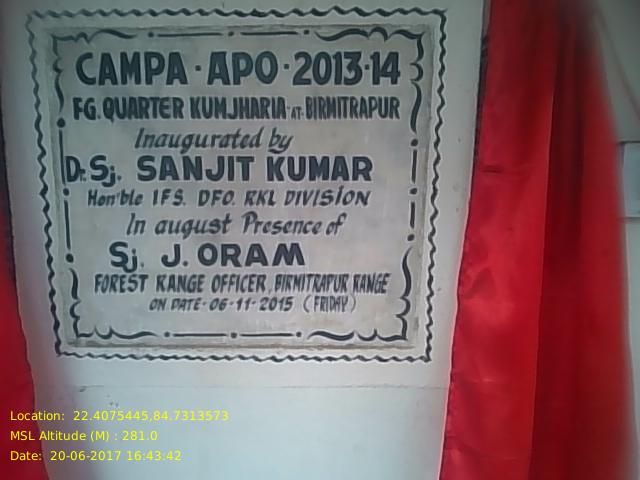 CAMPA · APO · 2013-14
FG. QUARTER KUMJHARIA-AT-BIRMITRAPUR
Inaugurated by
Dr. Sj. SANJIT KUMAR
Hon'ble IFS. DFO. RKL DIVISION
In august Presence of
Sj. J. ORAM
FOREST RANGE OFFICER, BIRMITRAPUR RANGE
ON DATE-06-11-2015 (FRIDAY)
Location: 22.4075445,84.7313573
MSL Altitude (M) : 281.0
Date: 20-06-2017 16:43:42